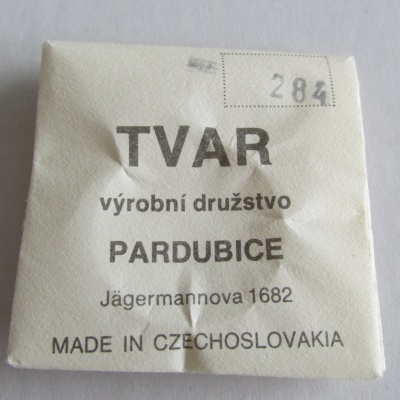 284
TVAR
výrobní družstvo
PARDUBICE
Jägermannova 1682
MADE IN CZECHOSLOVAKIA